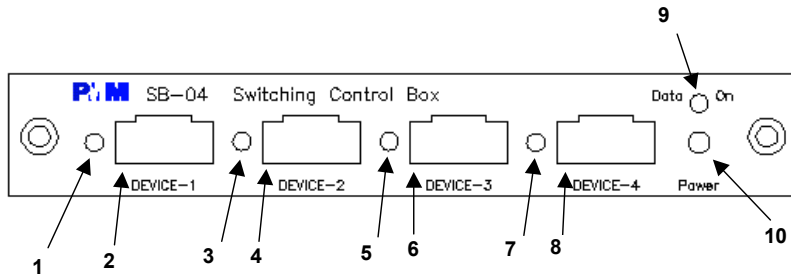 9
SB-04 Switching Control Box
Data On
DEVICE-1 DEVICE-2 DEVICE-3 DEVICE-4 Power
1 2 3 4 5 6 7 8 10